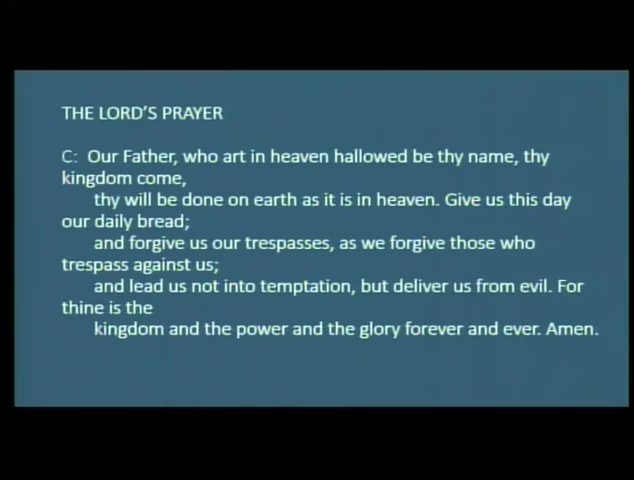 THE LORD'S PRAYER
C: Our Father, who art in heaven hallowed be thy name, thy
kingdom come,
thy will be done on earth as it is in heaven. Give us this day
our daily bread;
and forgive us our trespasses, as we forgive those who
trespass against us;
and lead us not into temptation, but deliver us from evil. For
thine is the
kingdom and the power and the glory forever and ever. Amen.